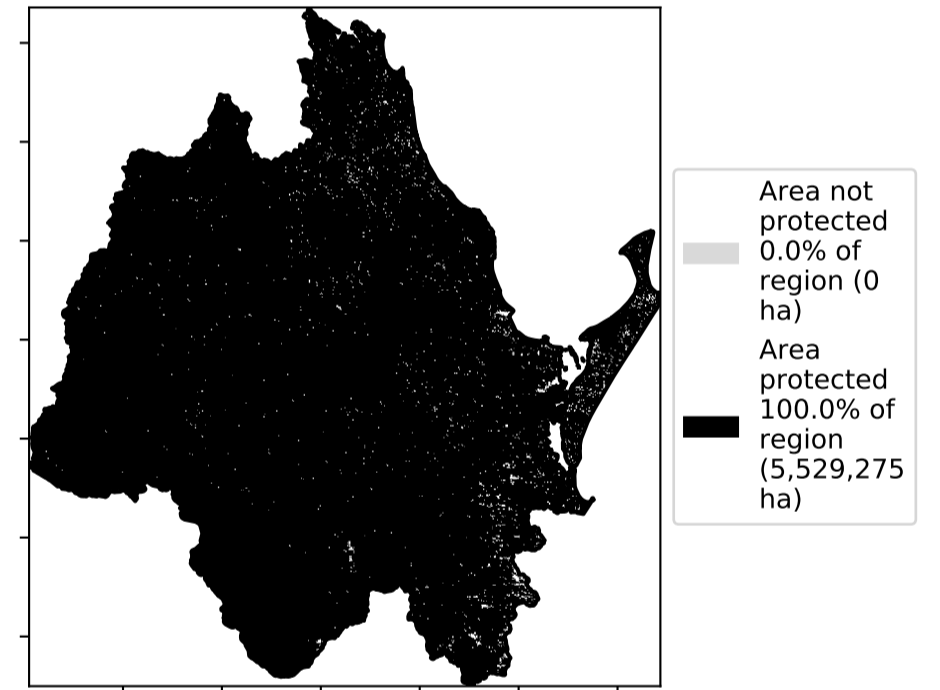 Area not
protected
0.0% of
region (0
ha)
Area
protected
100.0% of
region
(5,529,275
ha)